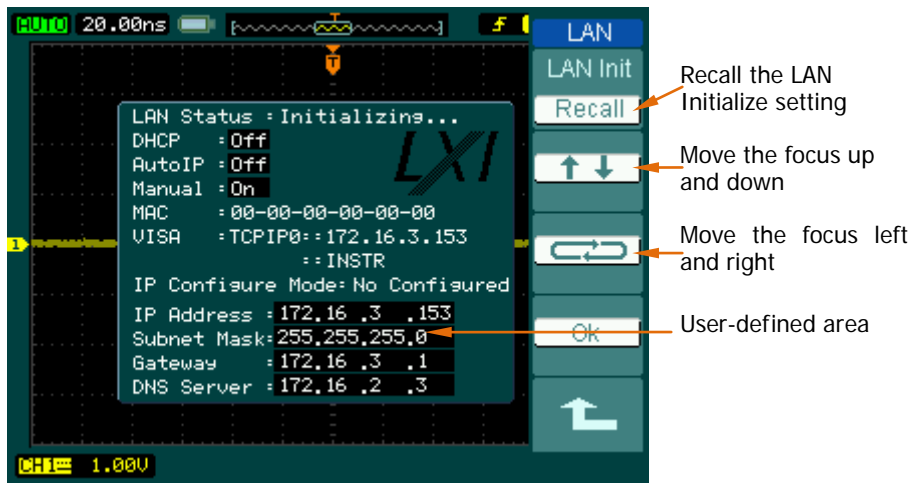 AUTO 20.00ns T
LAN
T
LAN Init
Recall
Recall the LAN
Initialize setting
LAN Status :Initializing...
DHCP :Off
AutoIP :Off
Manual :On
LXI
MAC :00-00-00-00-00-00
VISA :TCPIP0::172.16.3.153
::INSTR
IP Configure Mode:No Configured
IP Address :172.16.3.153
Subnet Mask:255.255.255.0
Gateway :172.16.3.1
DNS Server :172.16.2.3
Move the focus up
and down
1
Move the focus left
and right
User-defined area
Ok
CH1 1.00V